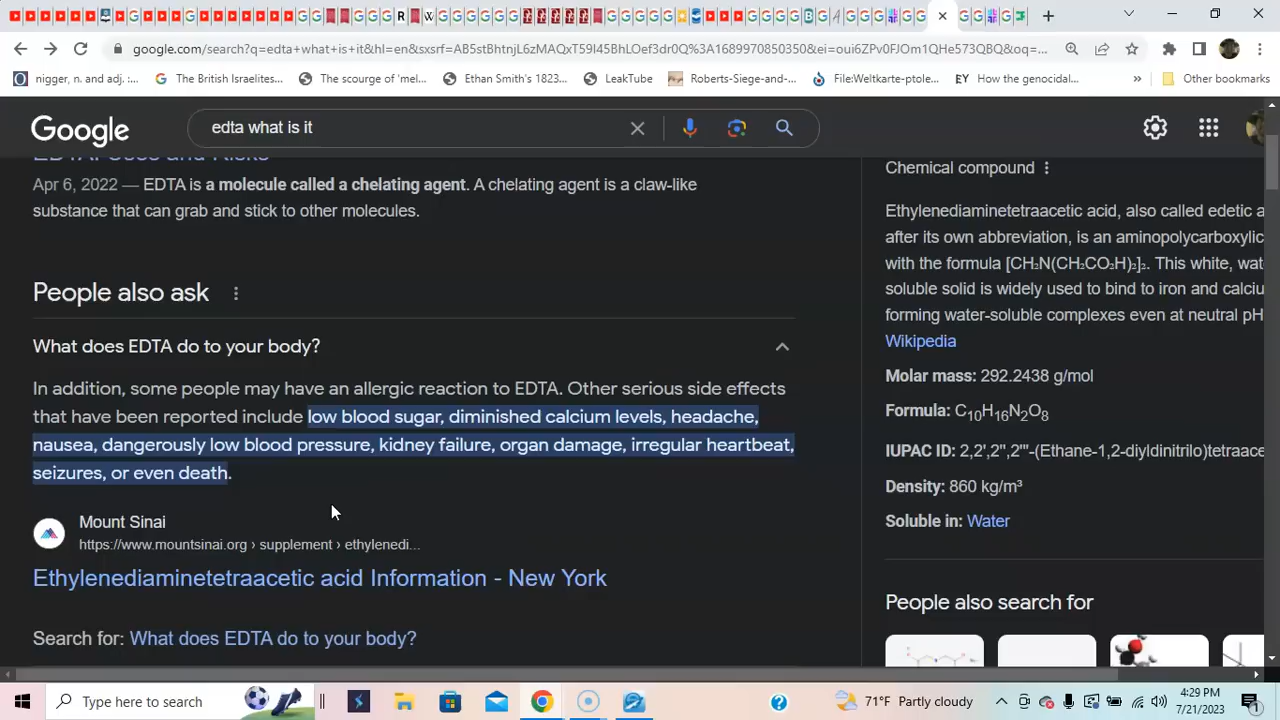 google.com/search?q=edta+what+is+it&hl=en&sxsrf=AB5stBhtnjL6zMAQxT59I45BhLOef3dr0Q%3A1689970850350&ei=oui6ZPv0FJOm1QHe573QBQ&oq=...
nigger, n. and adj. :... The British Israelites... The scourge of 'mel... Ethan Smith's 1823... LeakTube Roberts-Siege-and-... File:Weltkarte-ptole... EY How the genocidal... » Other bookmarks
Google
edta what is it
Apr 6, 2022 — EDTA is a molecule called a chelating agent. A chelating agent is a claw-like
substance that can grab and stick to other molecules.
People also ask
What does EDTA do to your body?
In addition, some people may have an allergic reaction to EDTA. Other serious side effects
that have been reported include low blood sugar, diminished calcium levels, headache,
nausea, dangerously low blood pressure, kidney failure, organ damage, irregular heartbeat,
seizures, or even death.
Mount Sinai
https://www.mountsinai.org › supplement › ethylenedi...
Ethylenediaminetetraacetic acid Information - New York
Search for: What does EDTA do to your body?
Chemical compound
Ethylenediaminetetraacetic acid, also called edetic a
after its own abbreviation, is an aminopolycarboxylic
with the formula [CH₂N(CH₂CO₂H)₂]₂. This white, wat
soluble solid is widely used to bind to iron and calciu
forming water-soluble complexes even at neutral pH
Wikipedia
Molar mass: 292.2438 g/mol
Formula: C₁₀H₁₆N₂O₈
IUPAC ID: 2,2',2'',2'''-(Ethane-1,2-diyldinitrilo)tetraace
Density: 860 kg/m³
Soluble in: Water
People also search for
Type here to search
71°F Partly cloudy
4:29 PM
7/21/2023